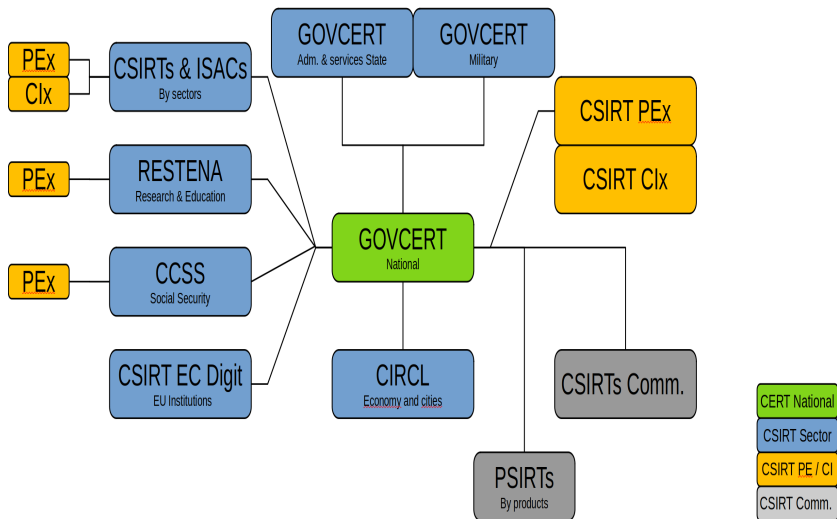 GOVCERT
Adm. & services State
GOVCERT
Military
PEx
CIx
CSIRTs & ISACs
By sectors
CSIRT PEx
CSIRT CIx
PEx
RESTENA
Research & Education
GOVCERT
National
PEx
CCSS
Social Security
CSIRT EC Digit
EU Institutions
CIRCL
Economy and cities
CSIRTs Comm.
PSIRTs
By products
CERT National
CSIRT Sector
CSIRT PE / CI
CSIRT Comm.